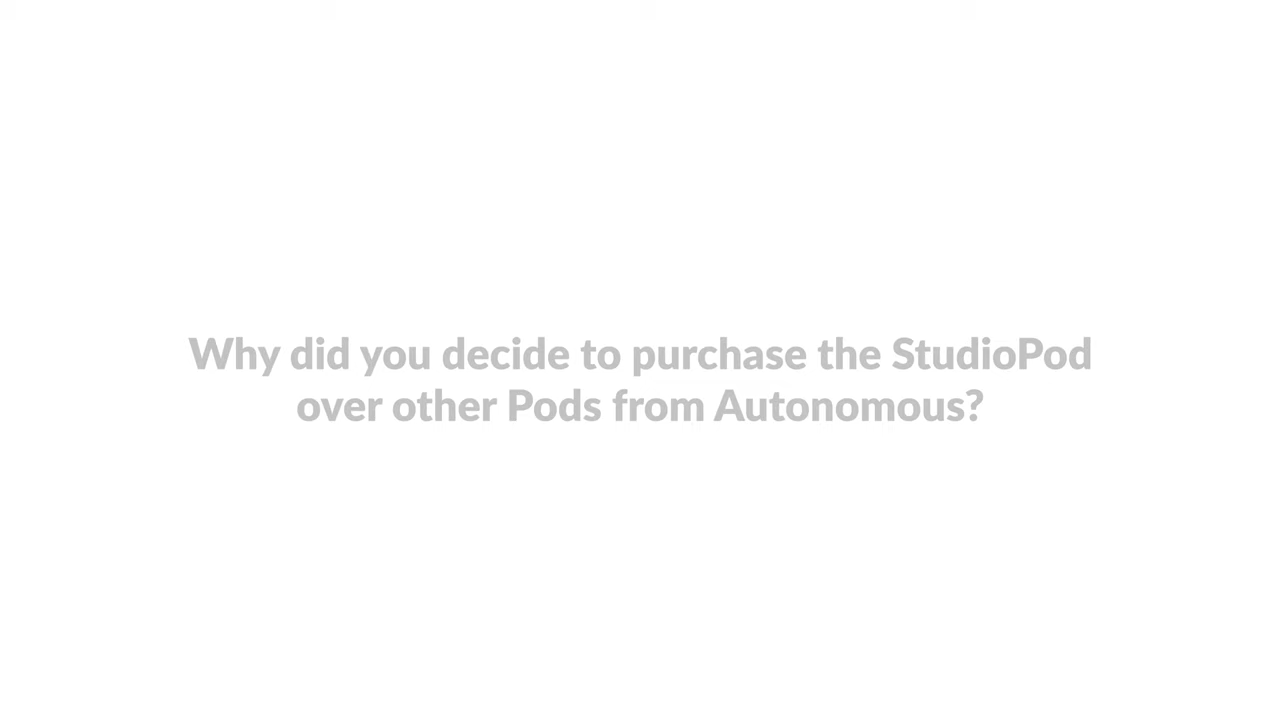 Why did you decide to purchase the StudioPod
over other Pods from Autonomous?